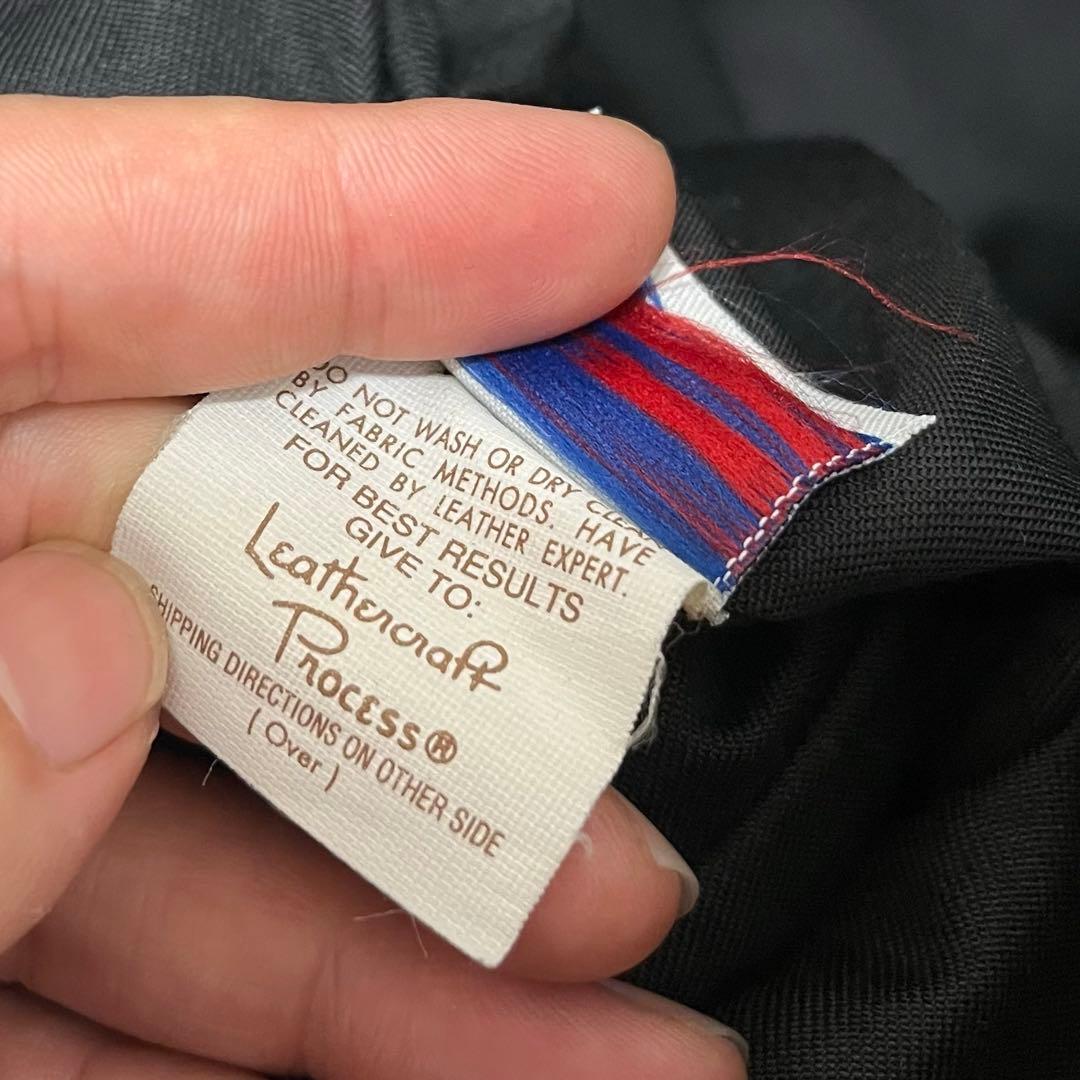 DO NOT WASH OR DRY CLEAN
BY FABRIC METHODS. HAVE
CLEANED BY LEATHER EXPERT.
FOR BEST RESULTS
GIVE TO:
Leathercraft
Process®
SHIPPING DIRECTIONS ON OTHER SIDE
(Over)